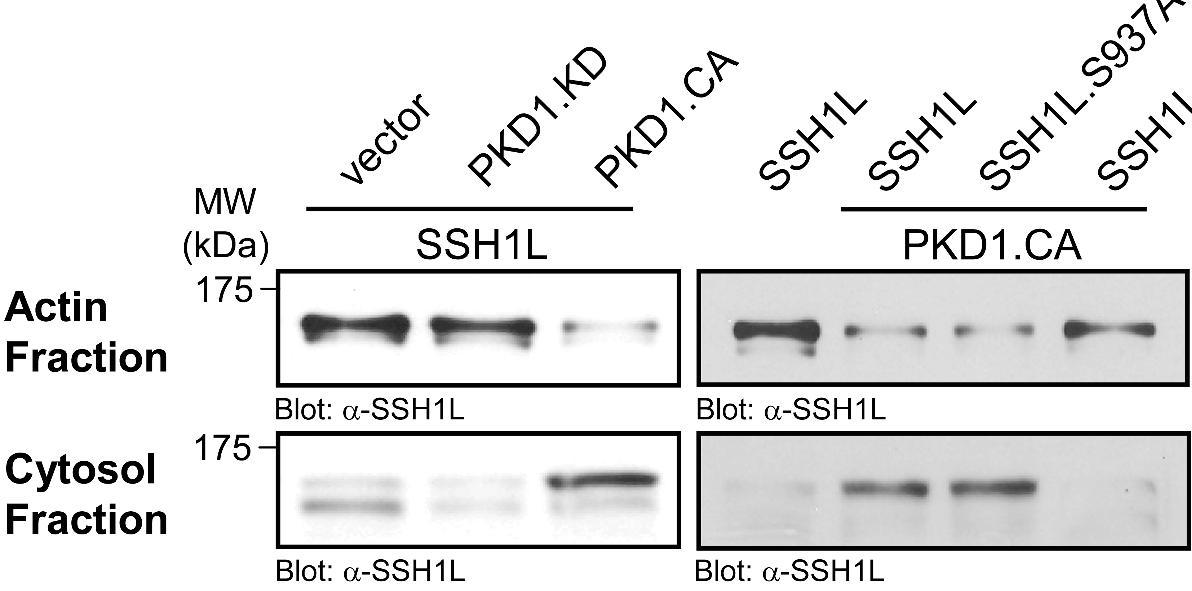 vector
PKD1.KD
PKD1.CA
SSH1L
SSH1L
SSH1L.S937A
MW
(kDa)
SSH1L
PKD1.CA
175
Actin
Fraction
Blot: α-SSH1L
Blot: α-SSH1L
175
Cytosol
Fraction
Blot: α-SSH1L
Blot: α-SSH1L